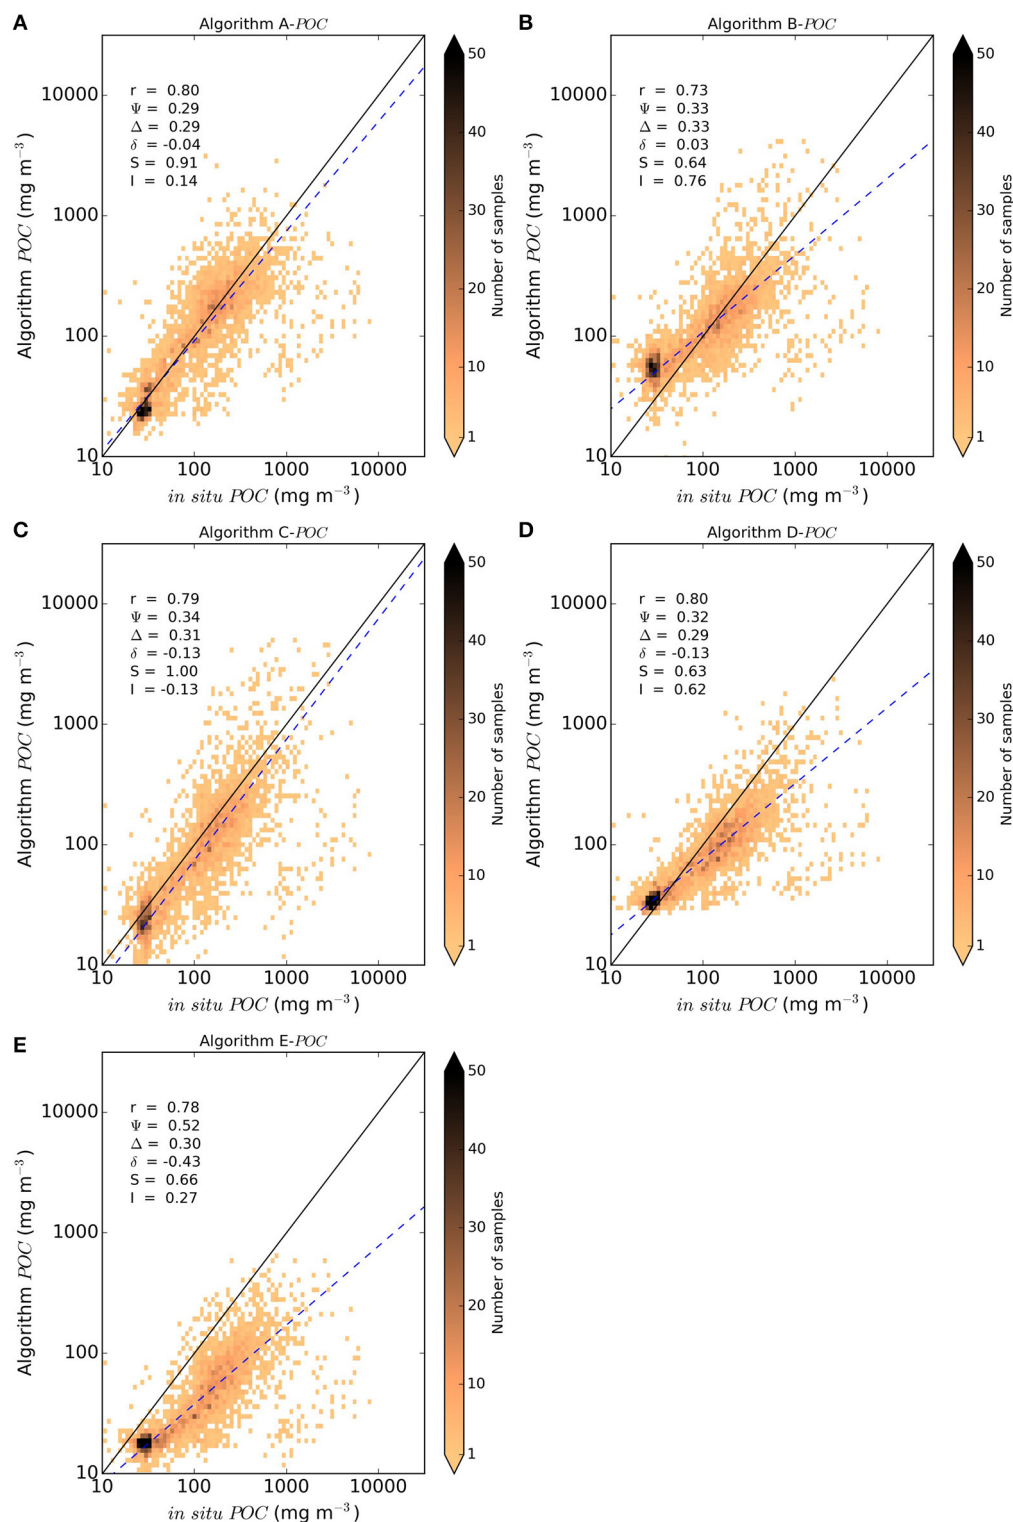 A
Algorithm A-POC
r = 0.80
Ψ = 0.29
Δ = 0.29
δ = -0.04
S = 0.91
I = 0.14
10000
1000
100
10
10 100 1000 10000
Algorithm POC (mg m⁻³)
in situ POC (mg m⁻³)
50
40
30
20
10
1
Number of samples
B
Algorithm B-POC
r = 0.73
Ψ = 0.33
Δ = 0.33
δ = 0.03
S = 0.64
I = 0.76
10000
1000
100
10
10 100 1000 10000
Algorithm POC (mg m⁻³)
in situ POC (mg m⁻³)
50
40
30
20
10
1
Number of samples
C
Algorithm C-POC
r = 0.79
Ψ = 0.34
Δ = 0.31
δ = -0.13
S = 1.00
I = -0.13
10000
1000
100
10
10 100 1000 10000
Algorithm POC (mg m⁻³)
in situ POC (mg m⁻³)
50
40
30
20
10
1
Number of samples
D
Algorithm D-POC
r = 0.80
Ψ = 0.32
Δ = 0.29
δ = -0.13
S = 0.63
I = 0.62
10000
1000
100
10
10 100 1000 10000
Algorithm POC (mg m⁻³)
in situ POC (mg m⁻³)
50
40
30
20
10
1
Number of samples
E
Algorithm E-POC
r = 0.78
Ψ = 0.52
Δ = 0.30
δ = -0.43
S = 0.66
I = 0.27
10000
1000
100
10
10 100 1000 10000
Algorithm POC (mg m⁻³)
in situ POC (mg m⁻³)
50
40
30
20
10
1
Number of samples